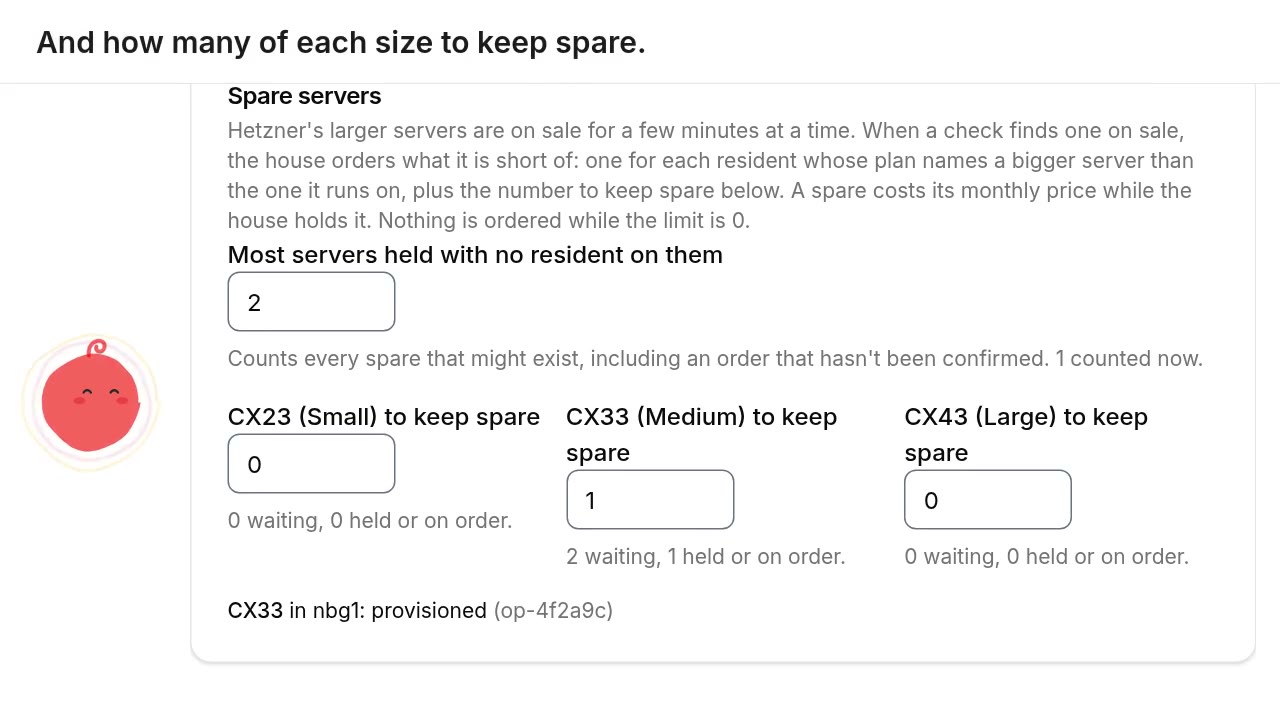 And how many of each size to keep spare.
Spare servers
Hetzner's larger servers are on sale for a few minutes at a time. When a check finds one on sale,
the house orders what it is short of: one for each resident whose plan names a bigger server than
the one it runs on, plus the number to keep spare below. A spare costs its monthly price while the
house holds it. Nothing is ordered while the limit is 0.
Most servers held with no resident on them
2
Counts every spare that might exist, including an order that hasn't been confirmed. 1 counted now.
CX23 (Small) to keep spare
0
0 waiting, 0 held or on order.
CX33 (Medium) to keep
spare
1
2 waiting, 1 held or on order.
CX43 (Large) to keep
spare
0
0 waiting, 0 held or on order.
CX33 in nbg1: provisioned (op-4f2a9c)